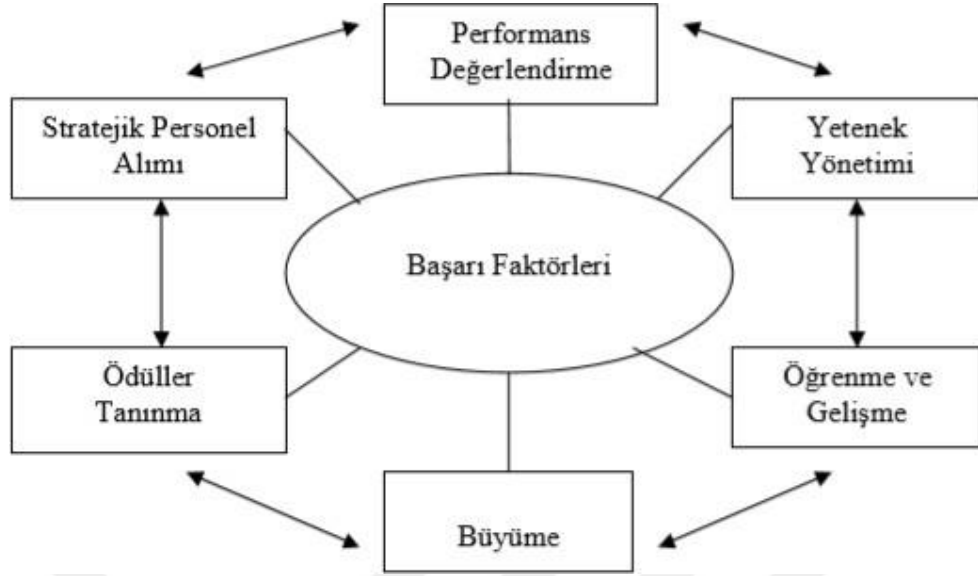 Performans
Değerlendirme
Stratejik Personel
Alımı
Yetenek
Yönetimi
Başarı Faktörleri
Ödüller
Tanınma
Öğrenme ve
Gelişme
Büyüme